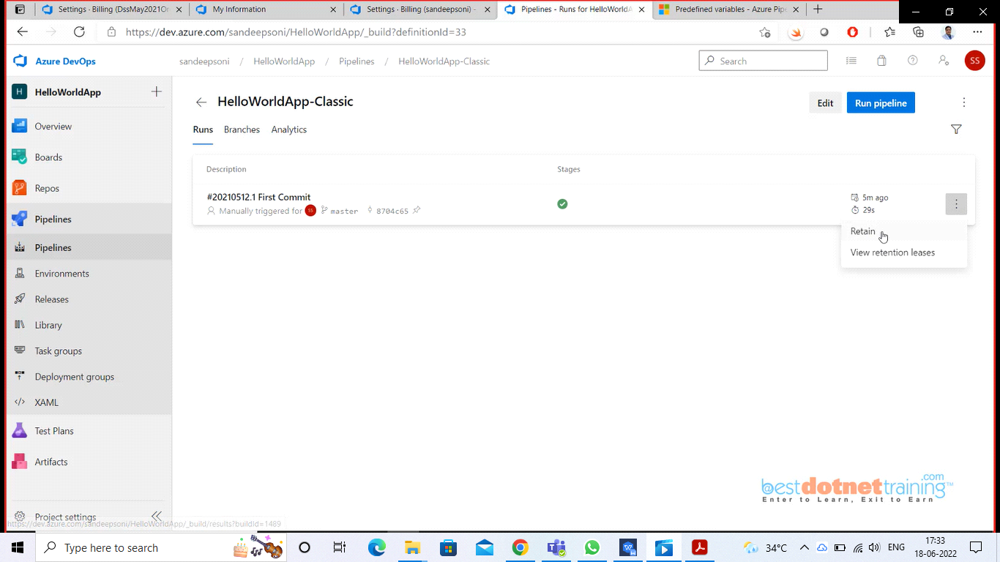 Settings - Billing (DssMay2021Or
My Information
Settings - Billing (sandeepsoni) -
Pipelines - Runs for HelloWorldA
Predefined variables - Azure Pipe
https://dev.azure.com/sandeepsoni/HelloWorldApp/_build?definitionId=33
Azure DevOps
sandeepsoni / HelloWorldApp / Pipelines / HelloWorldApp-Classic
Search
SS
H HelloWorldApp
HelloWorldApp-Classic
Edit
Run pipeline
Overview
Runs Branches Analytics
Boards
Description Stages
Repos
#20210512.1 First Commit
5m ago
Manually triggered for SS master 8704c65
29s
Pipelines
Retain
Pipelines
View retention leases
Environments
Releases
Library
Task groups
Deployment groups
XAML
Test Plans
Artifacts
@bestdotnettraining.com™
Enter to Learn, Exit to Earn
Project settings
https://dev.azure.com/sandeepsoni/HelloWorldApp/_build/results?buildId=1489
Type here to search
34°C
ENG
17:33
18-06-2022